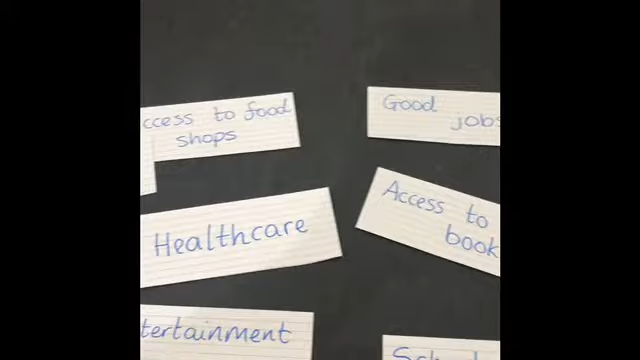 ccess to food
shops
Good
jobs
Healthcare
Access to
book
tertainment